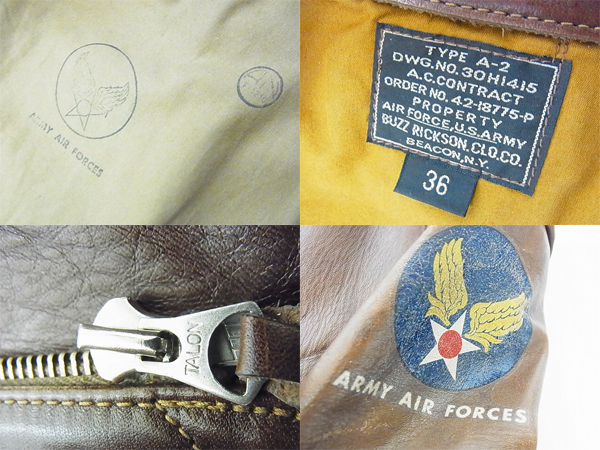 ARMY AIR FORCES
TYPE A-2
DWG. NO. 30H1415
A.C. CONTRACT
ORDER NO. 42-18775-P
PROPERTY
AIR FORCE, U.S. ARMY
BUZZ RICKSON, CLO. CO.
BEACON, N.Y.
36
TALON
ARMY AIR FORCES